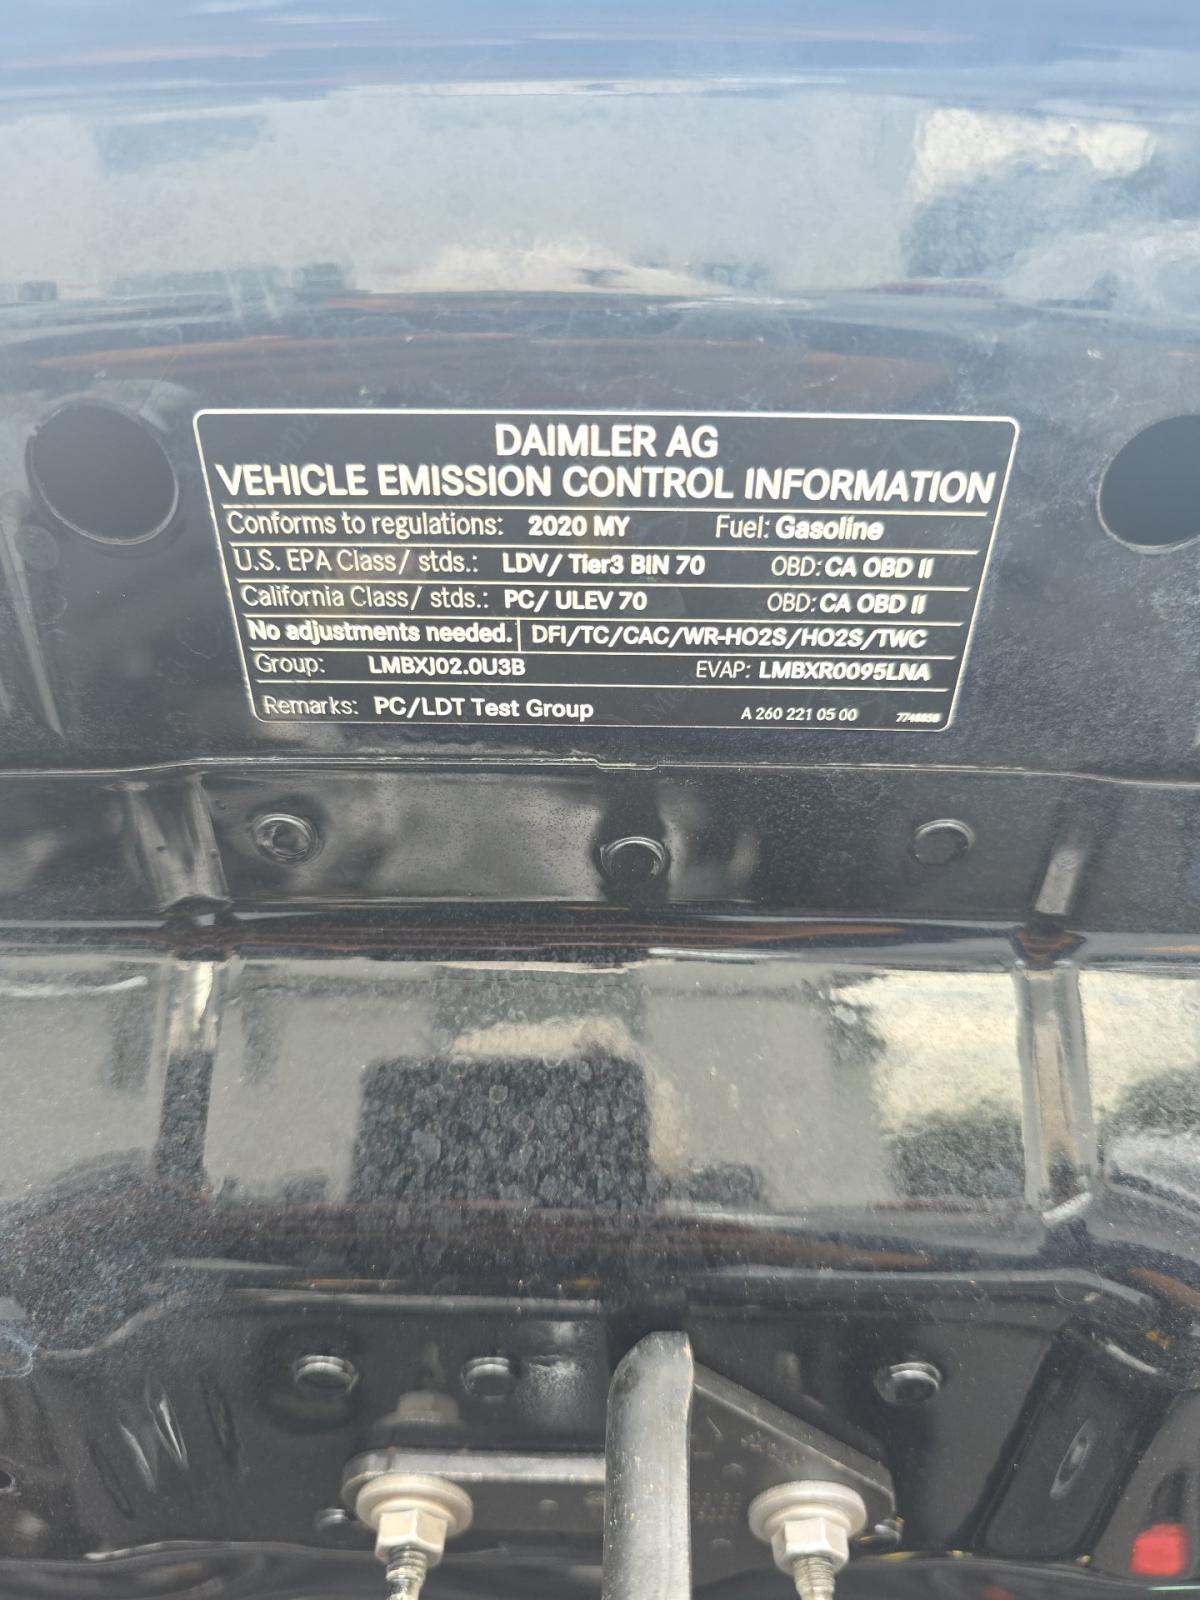 DAIMLER AG
VEHICLE EMISSION CONTROL INFORMATION
Conforms to regulations: 2020 MY Fuel: Gasoline
U.S. EPA Class/ stds.: LDV/ Tier3 BIN 70 OBD: CA OBD II
California Class/ stds.: PC/ ULEV 70 OBD: CA OBD II
No adjustments needed. DFI/TC/CAC/WR-HO2S/HO2S/TWC
Group: LMBXJ02.0U3B EVAP: LMBXR0095LNA
Remarks: PC/LDT Test Group A 260 221 05 00